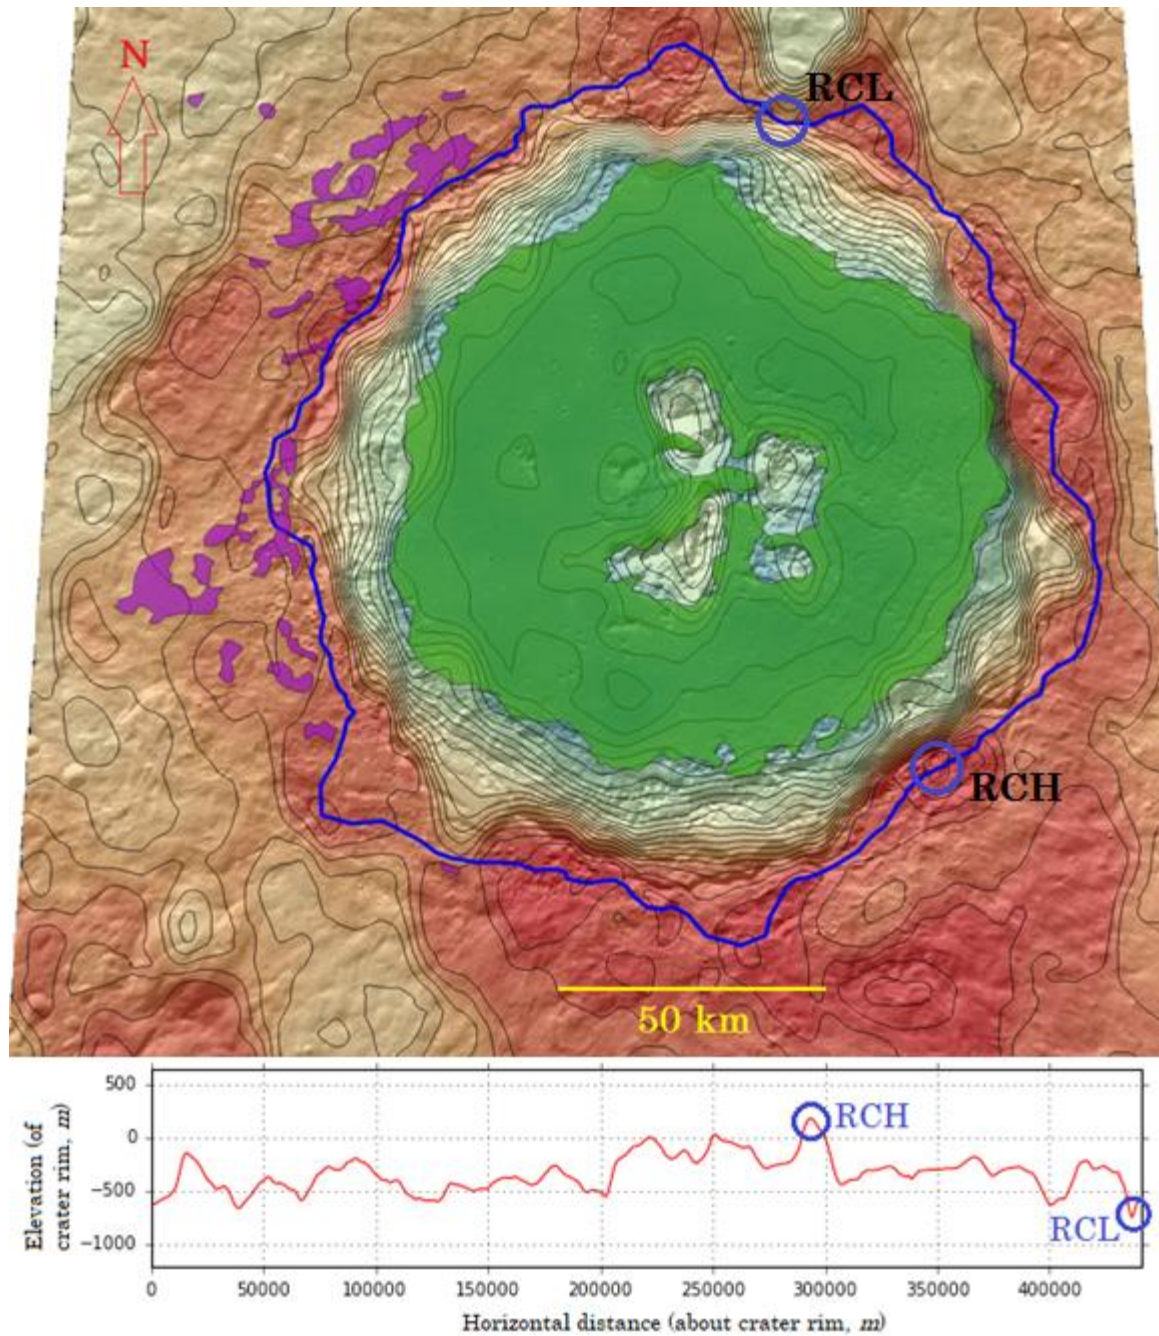 N
RCL
RCH
50 km
Elevation (of
crater rim, m)
500
0
−500
−1000
RCH
RCL
0 50000 100000 150000 200000 250000 300000 350000 400000
Horizontal distance (about crater rim, m)